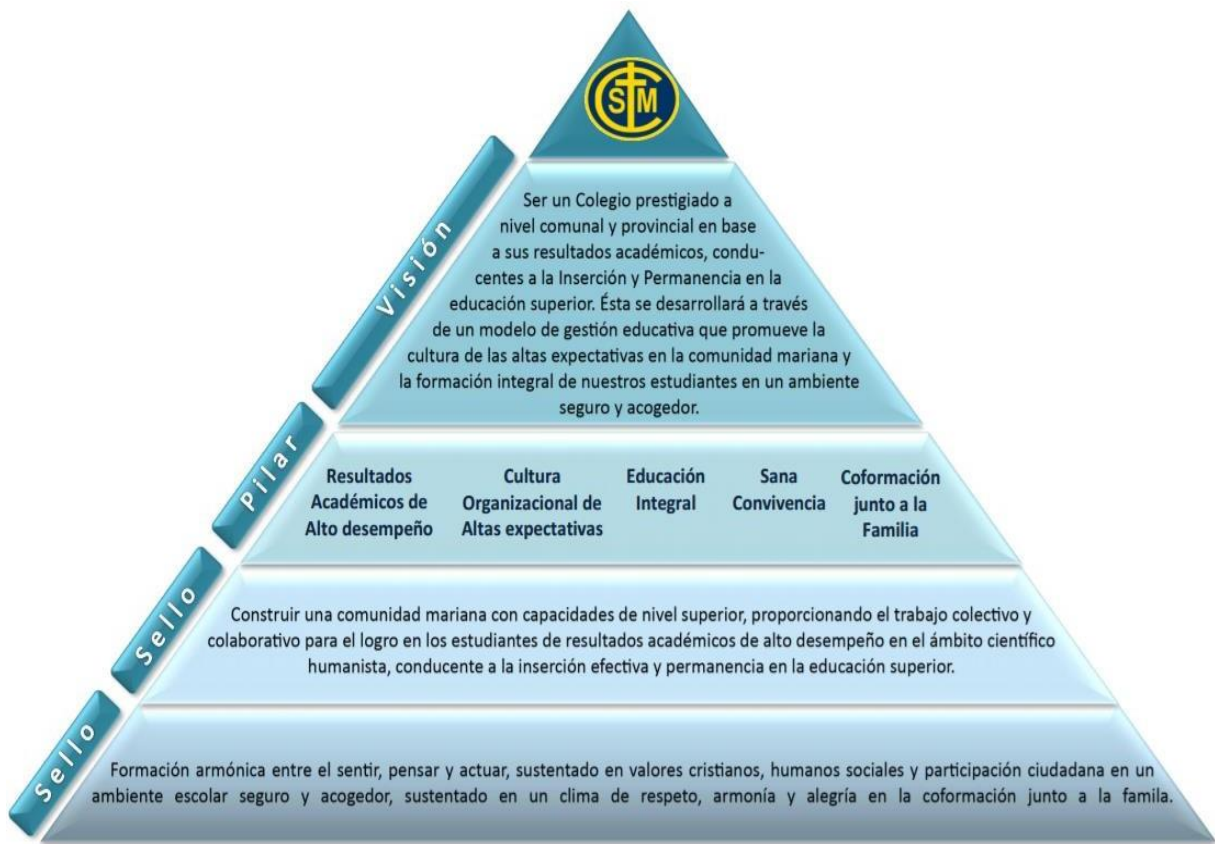 CSTM
Visión
Ser un Colegio prestigiado a
nivel comunal y provincial en base
a sus resultados académicos, condu-
centes a la Inserción y Permanencia en la
educación superior. Ésta se desarrollará a través
de un modelo de gestión educativa que promueve la
cultura de las altas expectativas en la comunidad mariana y
la formación integral de nuestros estudiantes en un ambiente
seguro y acogedor.
Pilar
Resultados
Académicos de
Alto desempeño
Cultura
Organizacional de
Altas expectativas
Educación
Integral
Sana
Convivencia
Coformación
junto a la
Familia
Sello
Construir una comunidad mariana con capacidades de nivel superior, proporcionando el trabajo colectivo y
colaborativo para el logro en los estudiantes de resultados académicos de alto desempeño en el ámbito científico
humanista, conducente a la inserción efectiva y permanencia en la educación superior.
Sello
Formación armónica entre el sentir, pensar y actuar, sustentado en valores cristianos, humanos sociales y participación ciudadana en un
ambiente escolar seguro y acogedor, sustentado en un clima de respeto, armonía y alegría en la coformación junto a la famila.